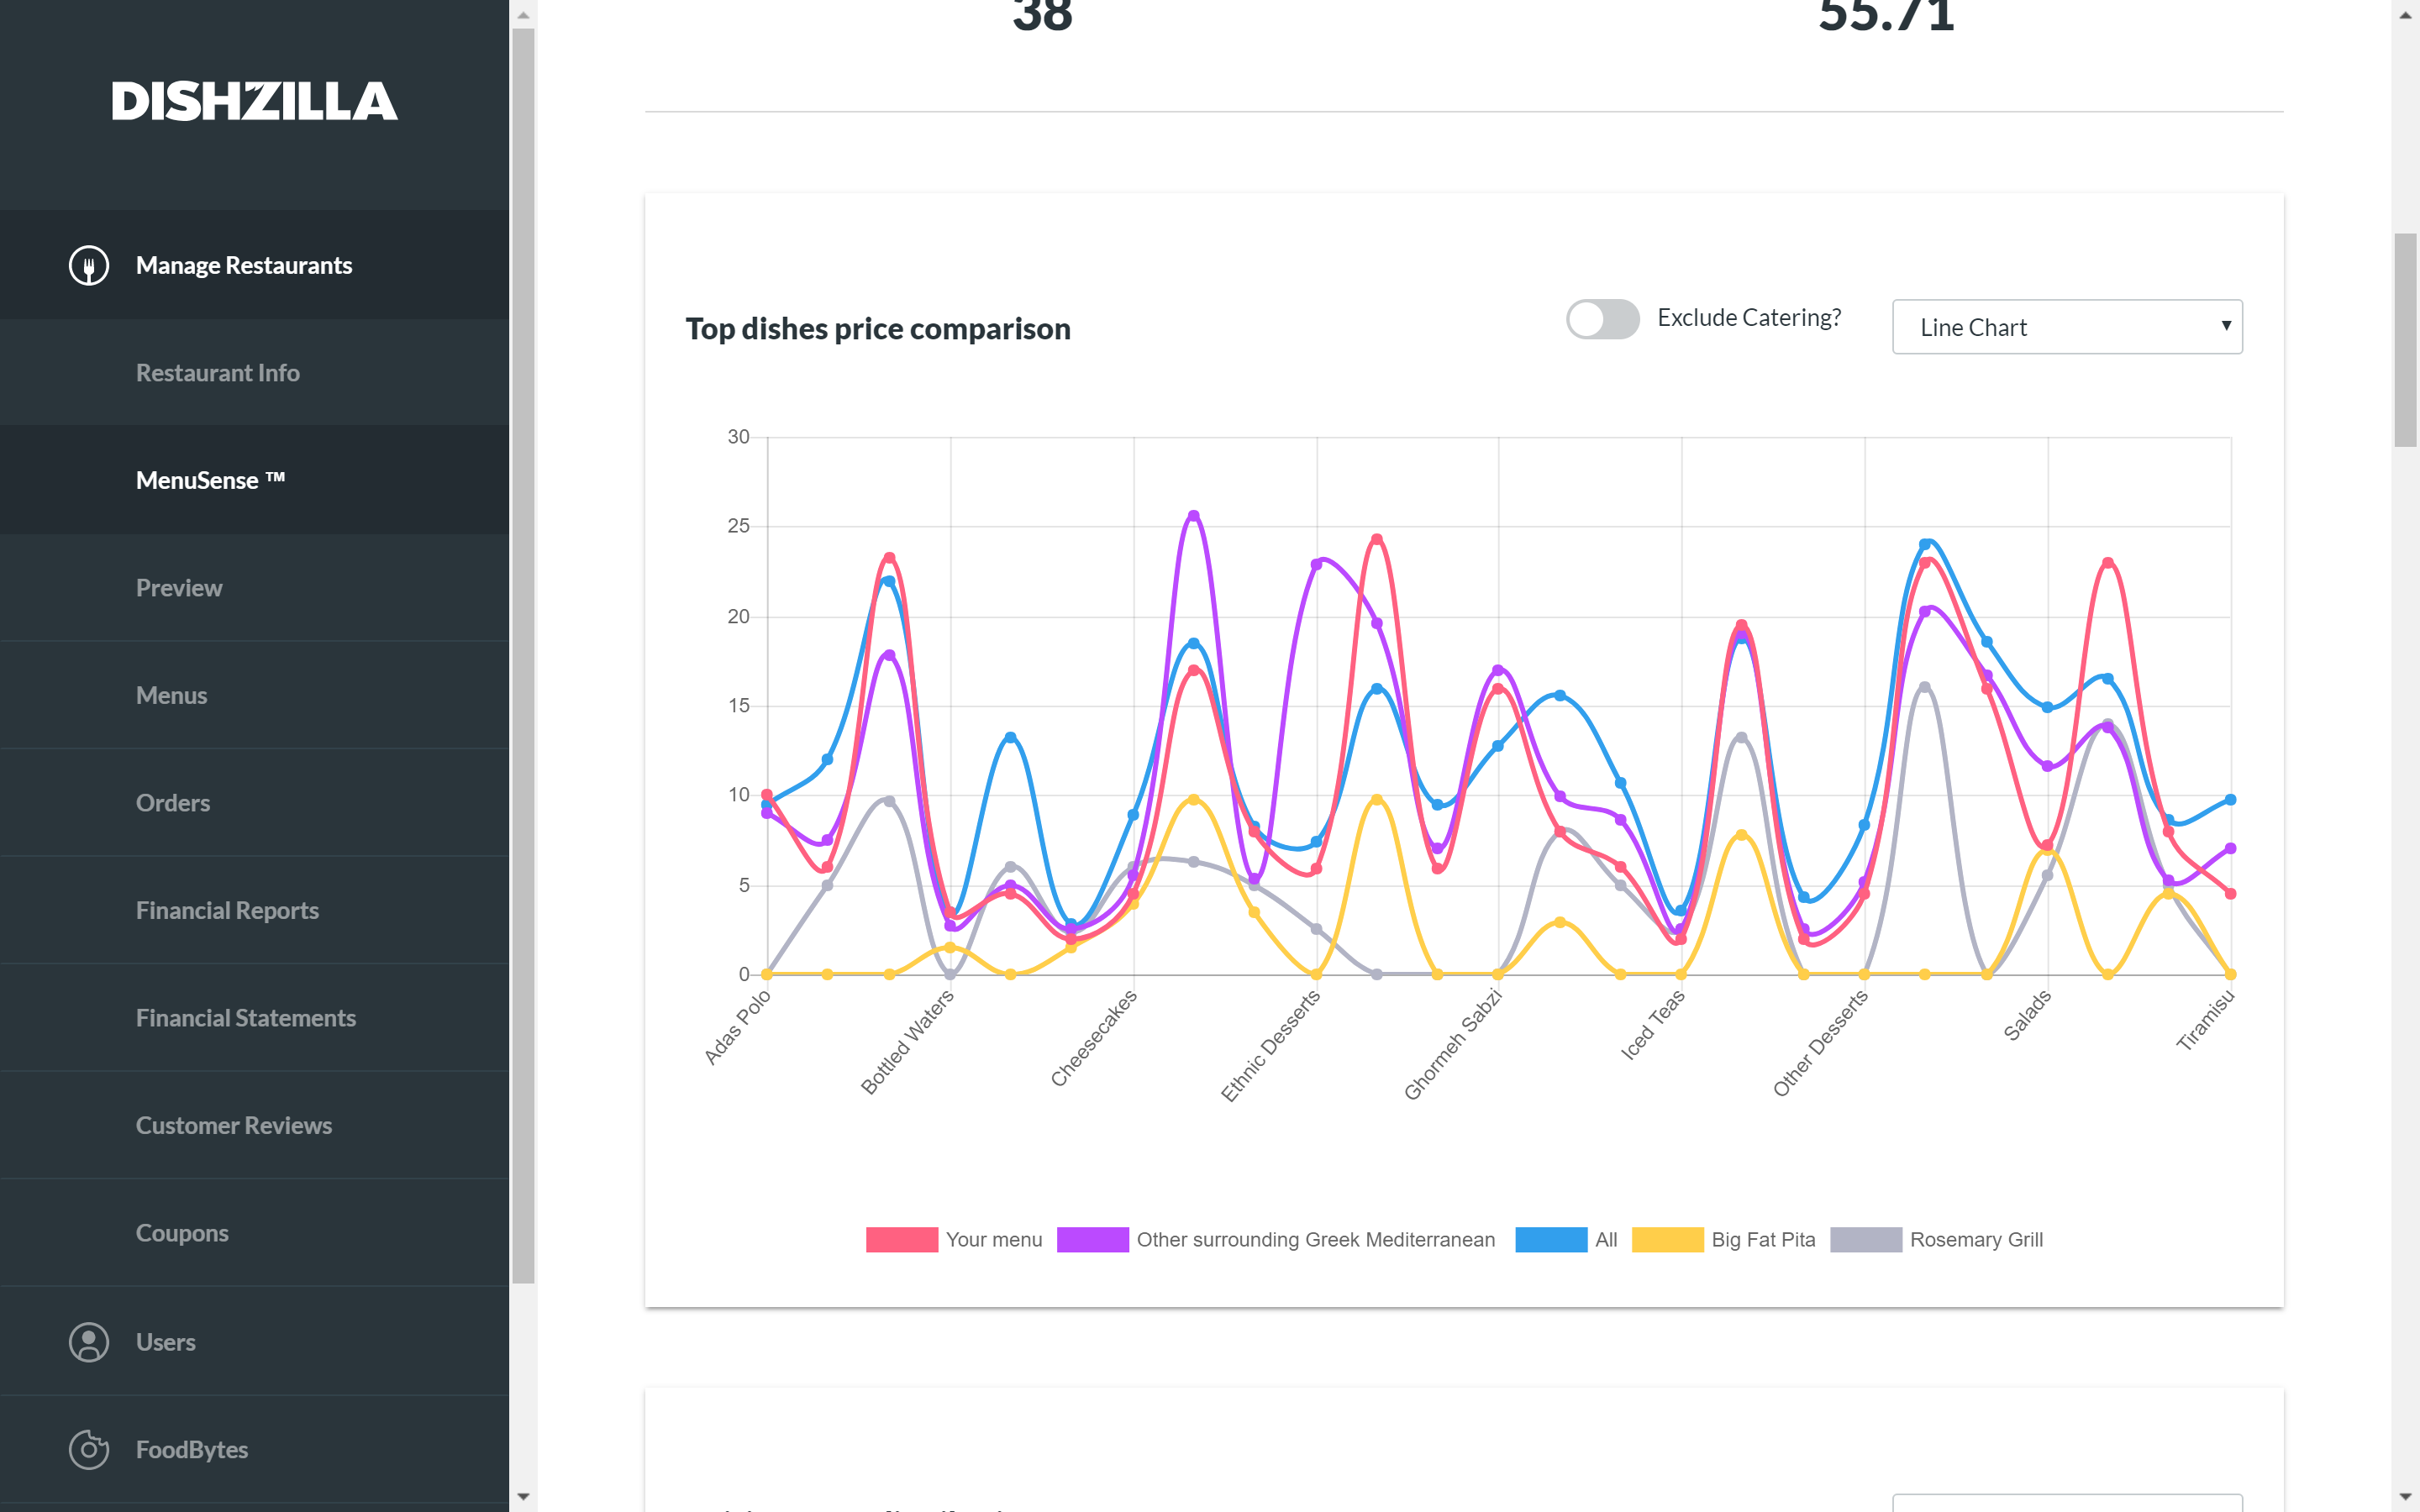 38
55.71
DISHZILLA
Manage Restaurants
Restaurant Info
MenuSense ™
Preview
Menus
Orders
Financial Reports
Financial Statements
Customer Reviews
Coupons
Users
FoodBytes
Top dishes price comparison
Exclude Catering?
Line Chart
30
25
20
15
10
5
0
Adas Polo
Bottled Waters
Cheesecakes
Ethnic Desserts
Ghormeh Sabzi
Iced Teas
Other Desserts
Salads
Tiramisu
Your menu
Other surrounding Greek Mediterranean
All
Big Fat Pita
Rosemary Grill